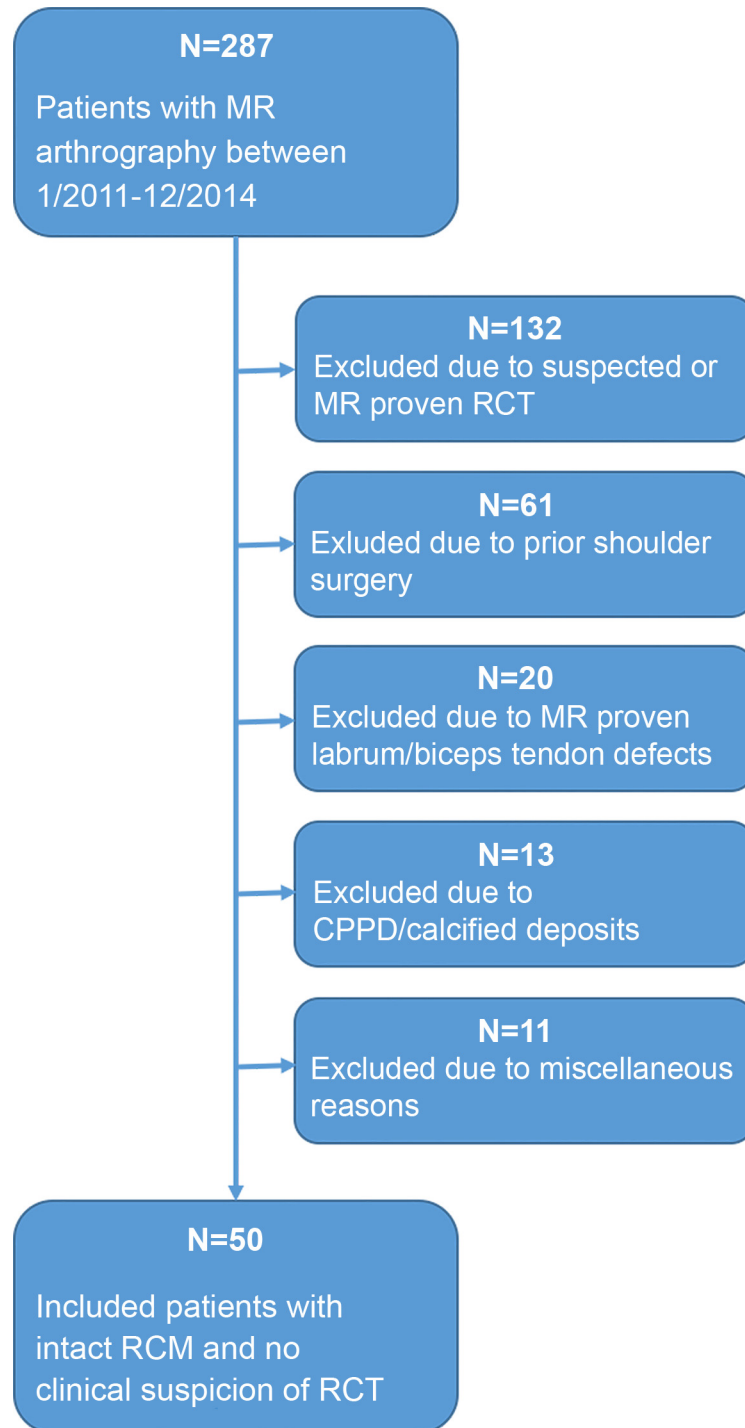 N=287
Patients with MR
arthrography between
1/2011-12/2014
N=132
Excluded due to suspected or
MR proven RCT
N=61
Exluded due to prior shoulder
surgery
N=20
Excluded due to MR proven
labrum/biceps tendon defects
N=13
Excluded due to
CPPD/calcified deposits
N=11
Excluded due to miscellaneous
reasons
N=50
Included patients with
intact RCM and no
clinical suspicion of RCT